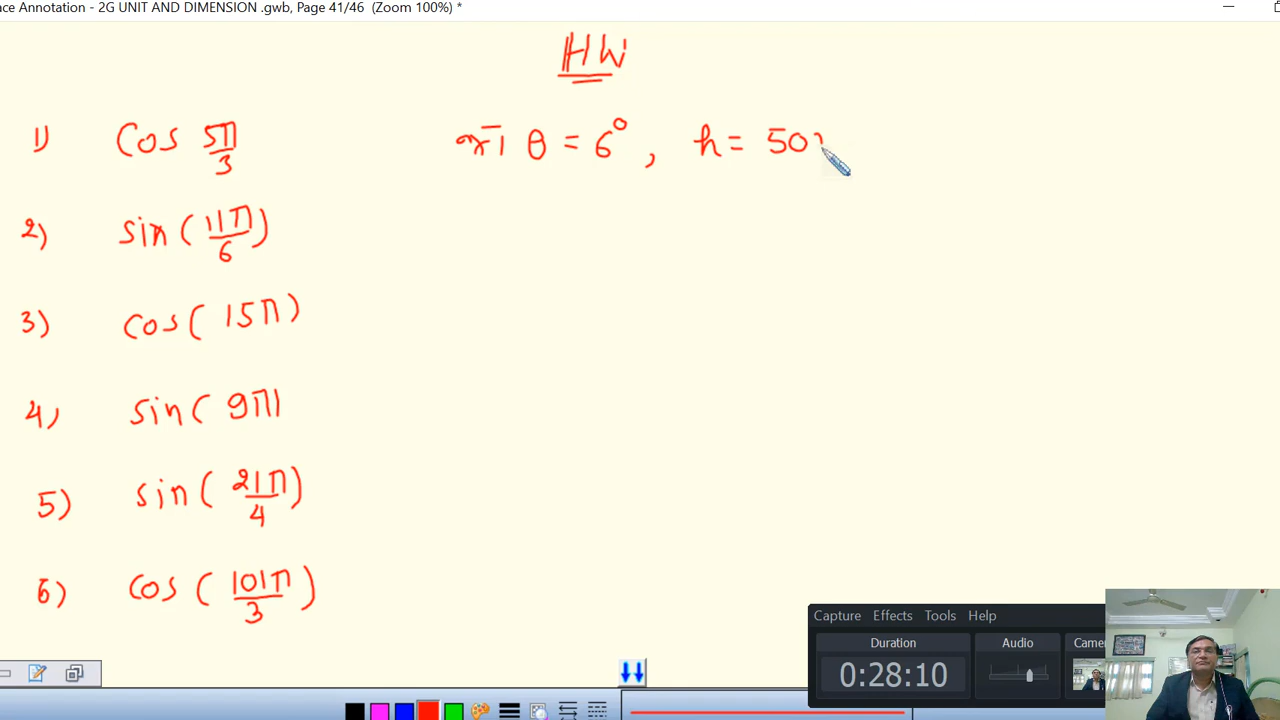 ace Annotation - 2G UNIT AND DIMENSION .gwb, Page 41/46 (Zoom 100%) *
HW
1) Cos 5π/3
θ = 6°, h = 50
2) sin ( 11π/6 )
3) cos ( 15π )
4) sin ( 9π)
5) sin ( 21π/4 )
6) cos ( 101π/3 )
Capture Effects Tools Help
Duration Audio Came
0:28:10